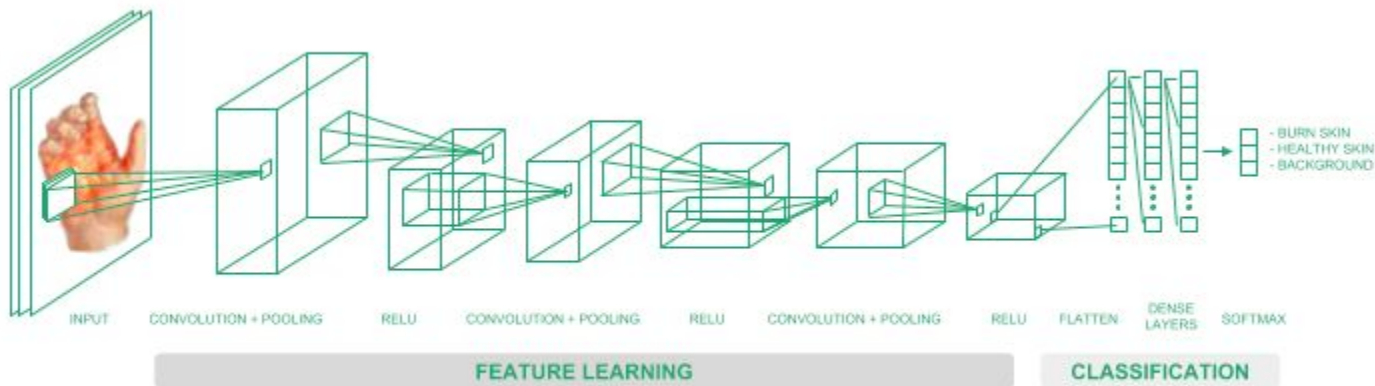 - BURN SKIN
- HEALTHY SKIN
- BACKGROUND
INPUT
CONVOLUTION + POOLING
RELU
CONVOLUTION + POOLING
RELU
CONVOLUTION + POOLING
RELU
FLATTEN
DENSE
LAYERS
SOFTMAX
FEATURE LEARNING
CLASSIFICATION